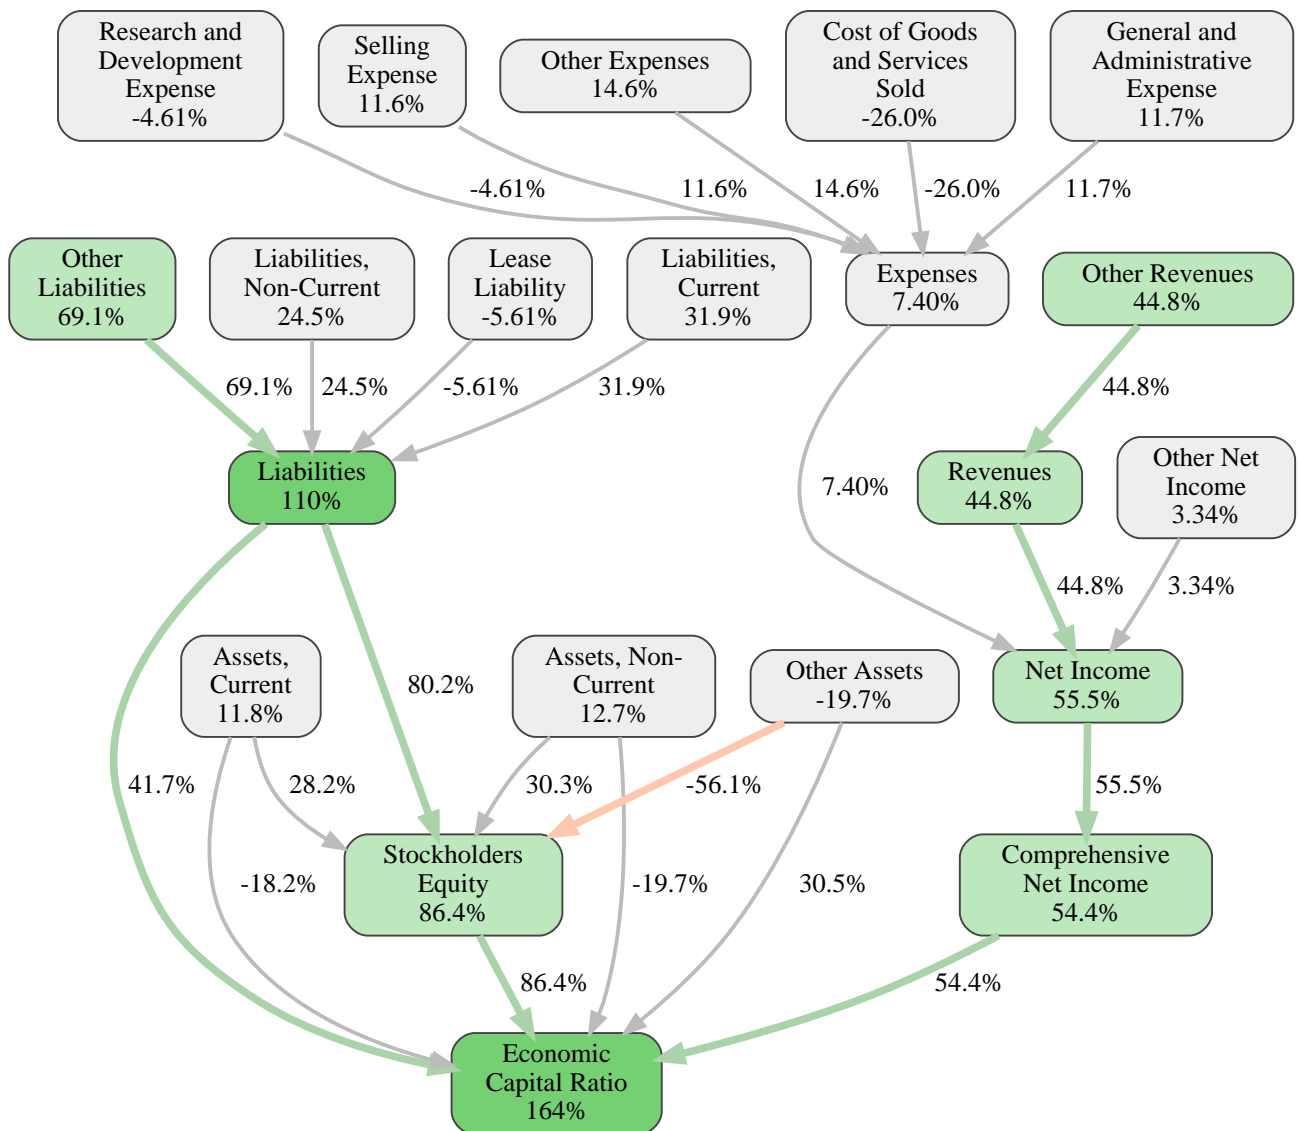 Research and
Development
Expense
-4.61%
Selling
Expense
11.6%
Other Expenses
14.6%
Cost of Goods
and Services
Sold
-26.0%
General and
Administrative
Expense
11.7%
-4.61%
11.6%
14.6%
-26.0%
11.7%
Other
Liabilities
69.1%
Liabilities,
Non-Current
24.5%
Lease
Liability
-5.61%
Liabilities,
Current
31.9%
Expenses
7.40%
Other Revenues
44.8%
69.1%
24.5%
-5.61%
31.9%
44.8%
Liabilities
110%
7.40%
Revenues
44.8%
Other Net
Income
3.34%
44.8%
3.34%
Assets,
Current
11.8%
80.2%
Assets, Non-
Current
12.7%
Other Assets
-19.7%
Net Income
55.5%
41.7%
28.2%
30.3%
-56.1%
55.5%
-18.2%
Stockholders
Equity
86.4%
-19.7%
30.5%
Comprehensive
Net Income
54.4%
86.4%
54.4%
Economic
Capital Ratio
164%